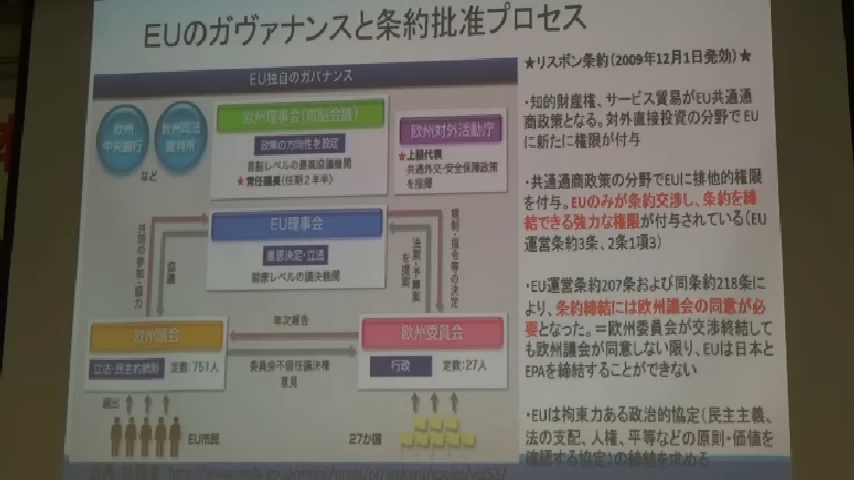 EUのガヴァナンスと条約批准プロセス
EU独自のガバナンス
欧州
中央銀行
欧州司法
裁判所
など
欧州理事会(首脳会議)
政策の方向性を設定
首脳レベルの最高協議機関
★常任議長(任期2年半)
欧州対外活動庁
★上級代表
共通外交・安全保障政策
を指揮
EU理事会
意思決定・立法
閣僚レベルの議決機関
協議
法案・予算案
を提案
規制・指令等の決定
欧州議会
立法・民主的統制 定数:751人
年次報告
委員会不信任議決権
意見
欧州委員会
行政 定数:27人
選出
EU市民
27か国
★リスボン条約(2009年12月1日発効)★
・知的財産権、サービス貿易がEU共通通
商政策となる。対外直接投資の分野でEU
に新たに権限が付与
・共通通商政策の分野でEUに排他的権限
を付与。EUのみが条約交渉し、条約を締
結できる強力な権限が付与されている(EU
運営条約3条、2条1項3)
・EU運営条約207条および同条約218条に
より、条約締結には欧州議会の同意が必
要となった。=欧州委員会が交渉終結して
も欧州議会が同意しない限り、EUは日本と
EPAを締結することができない
・EUは拘束力ある政治的協定(民主主義、
法の支配、人権、平等などの原則・価値を
確認する協定)の締結を求める